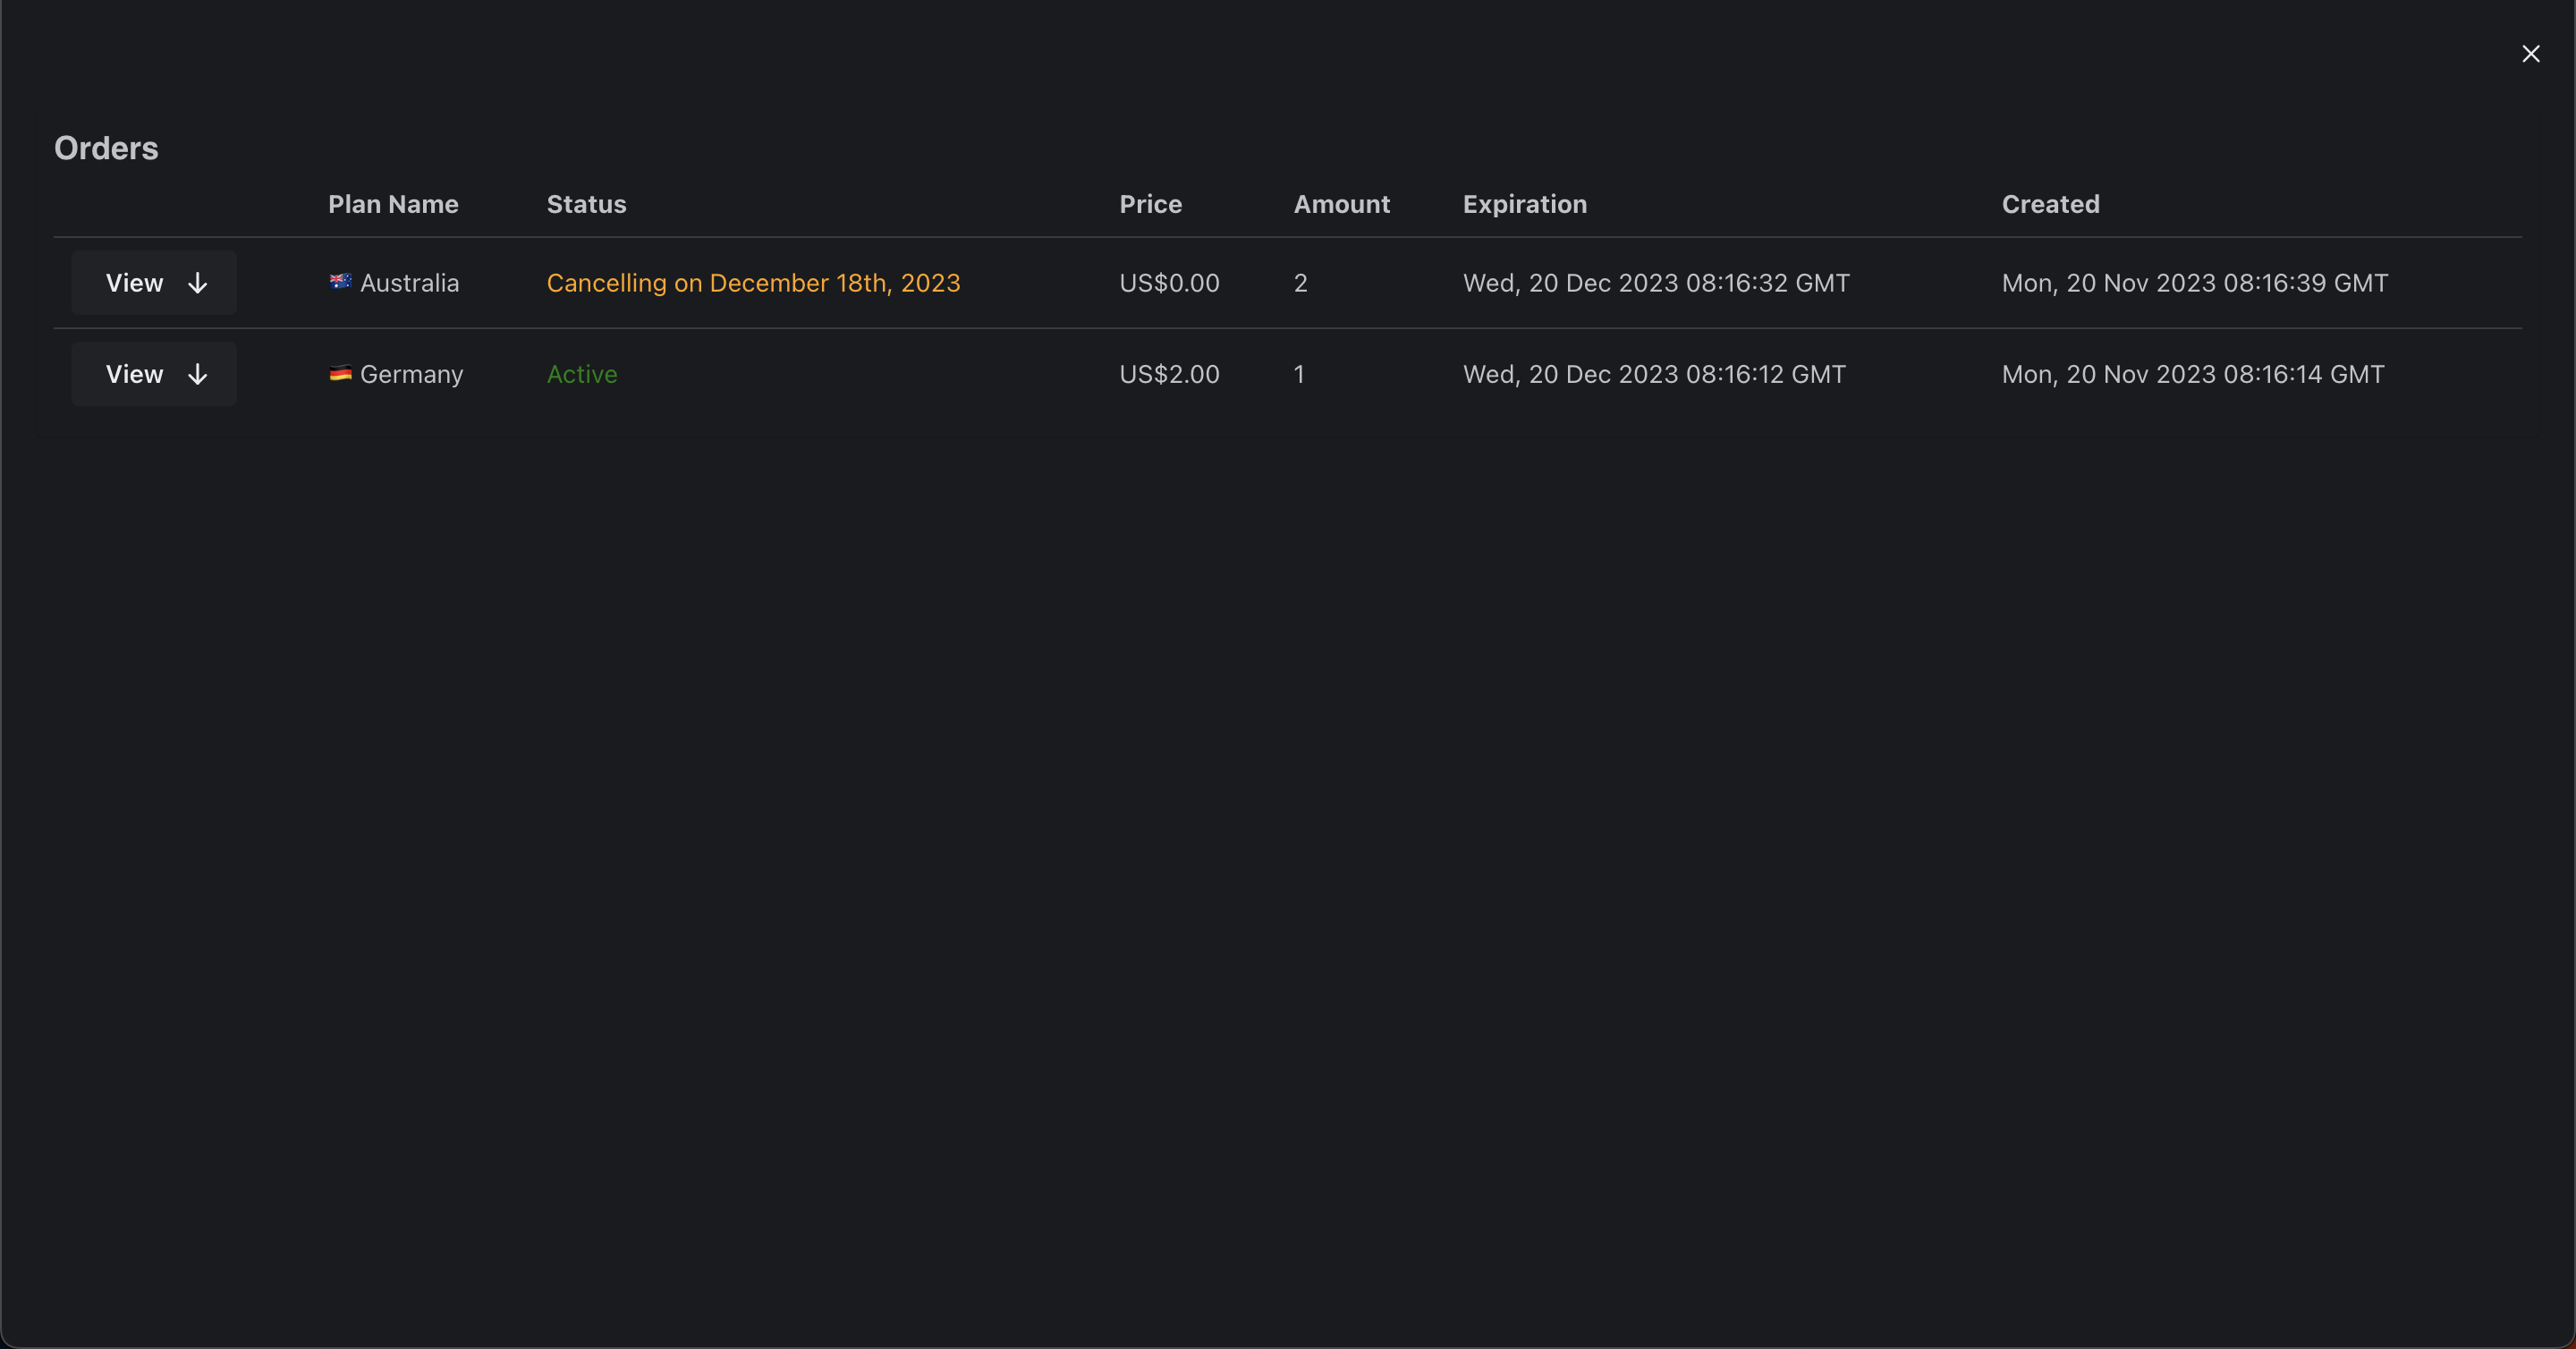 Orders
Plan Name Status Price Amount Expiration Created
View Australia Cancelling on December 18th, 2023 US$0.00 2 Wed, 20 Dec 2023 08:16:32 GMT Mon, 20 Nov 2023 08:16:39 GMT
View Germany Active US$2.00 1 Wed, 20 Dec 2023 08:16:12 GMT Mon, 20 Nov 2023 08:16:14 GMT